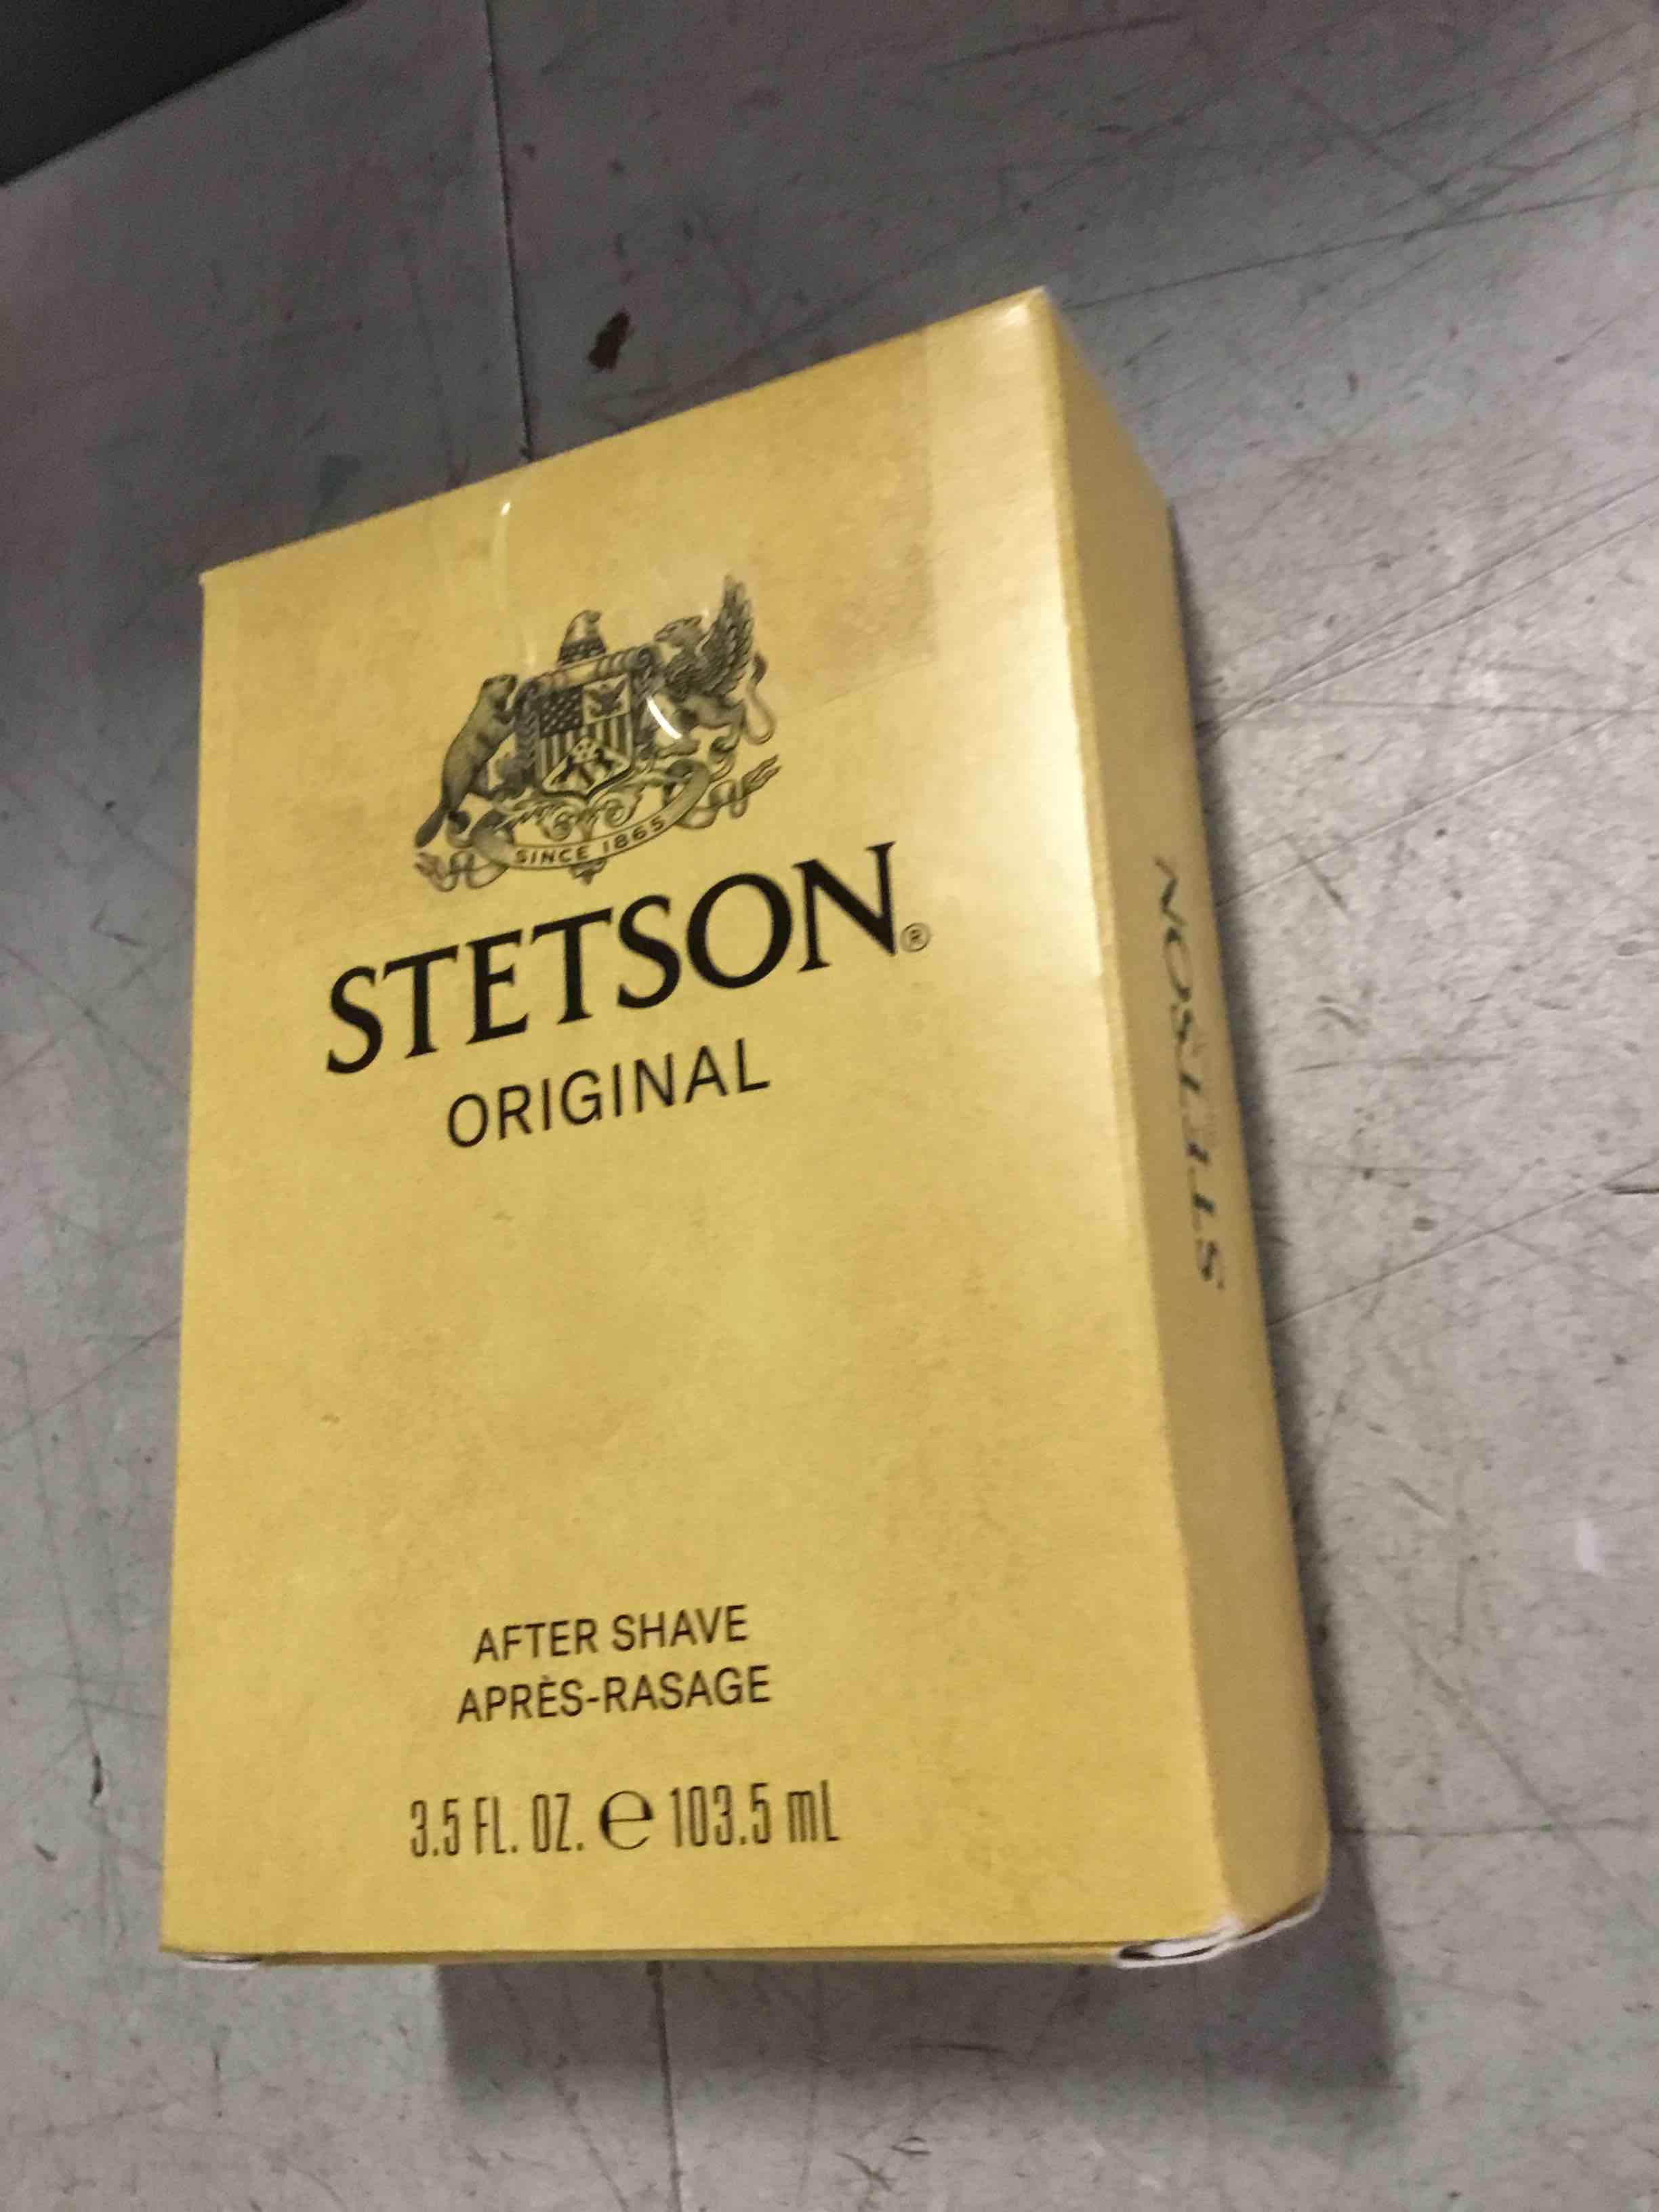 SINCE 1865
STETSON®
ORIGINAL
AFTER SHAVE
APRÈS-RASAGE
3.5 FL. OZ. ℮ 103.5 mL
STETSON